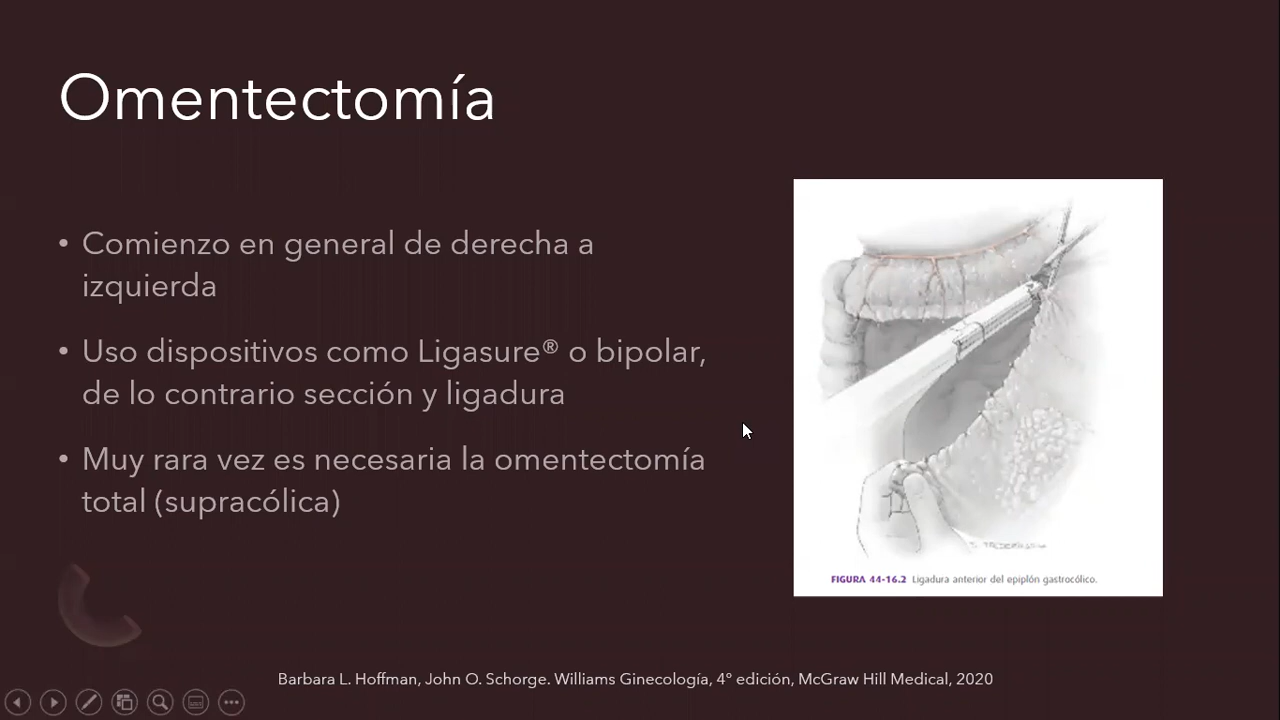 Omentectomía
• Comienzo en general de derecha a
izquierda
• Uso dispositivos como Ligasure® o bipolar,
de lo contrario sección y ligadura
• Muy rara vez es necesaria la omentectomía
total (supracólica)
FIGURA 44-16.2 Ligadura anterior del epiplón gastrocólico.
Barbara L. Hoffman, John O. Schorge. Williams Ginecología, 4º edición, McGraw Hill Medical, 2020